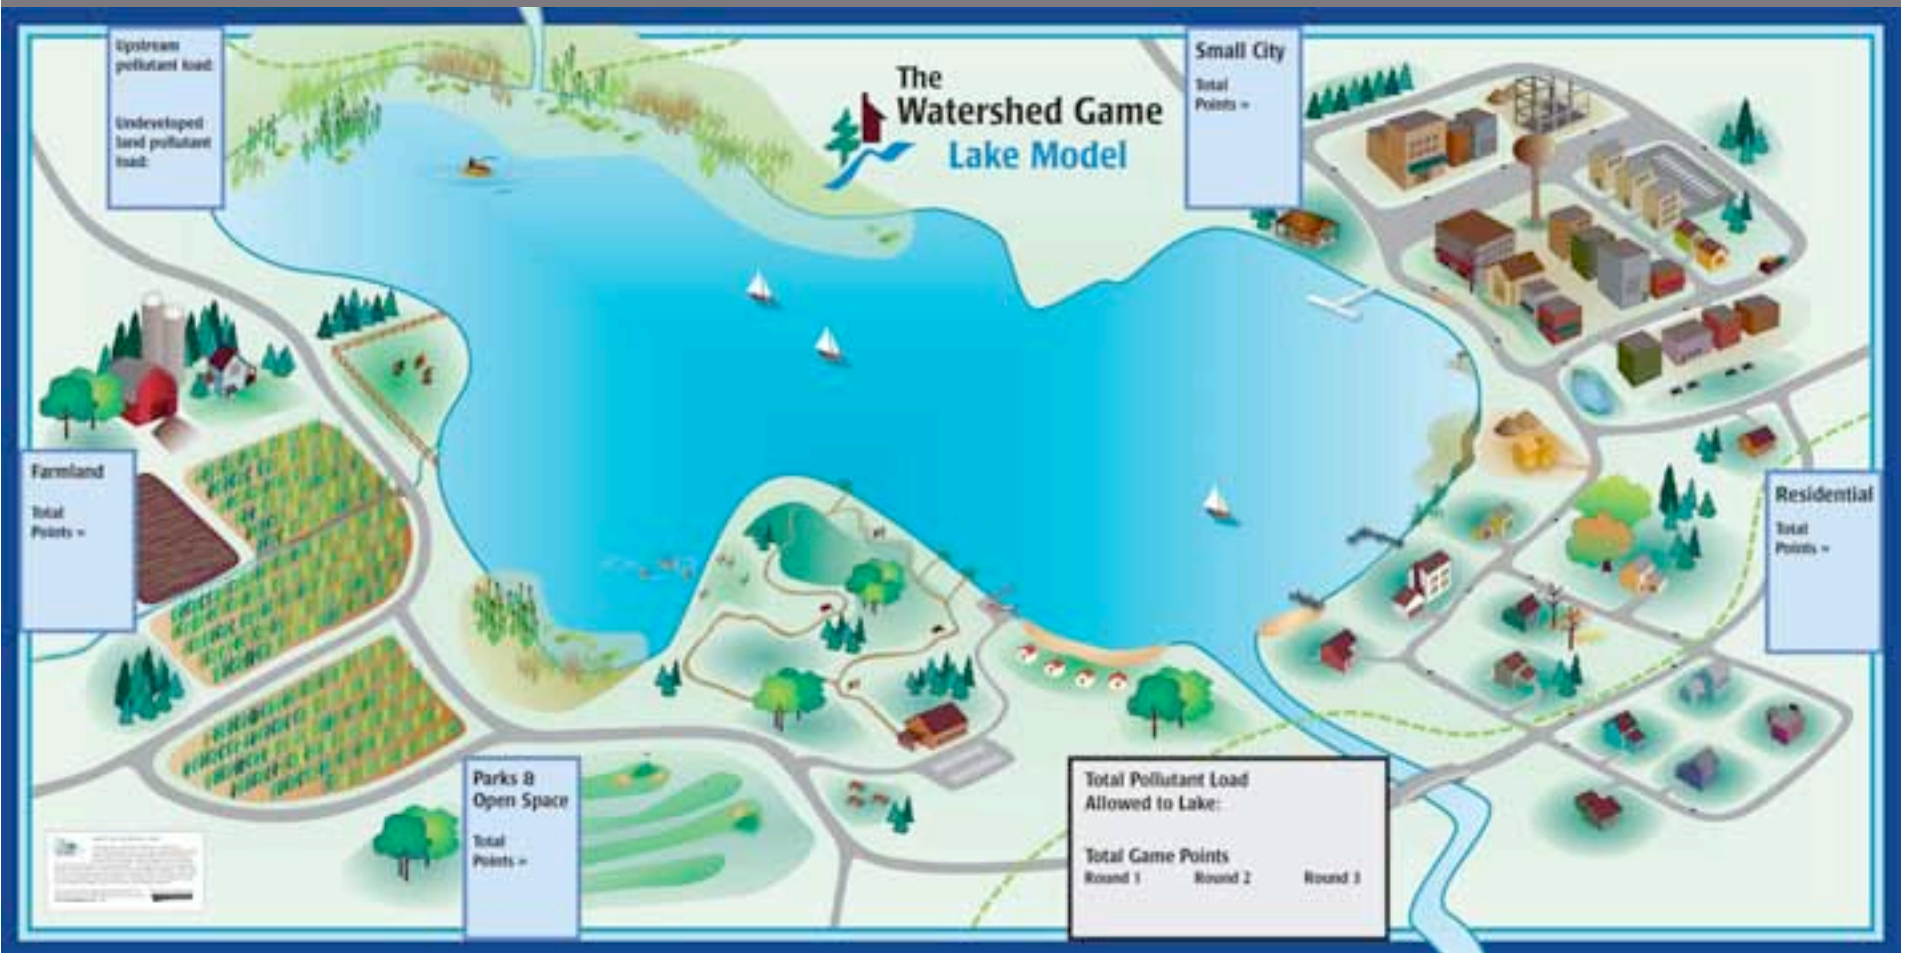 Upstream
pollutant load:
Undeveloped
land pollutant
load:
The
Watershed Game
Lake Model
Small City
Total
Points =
Farmland
Total
Points =
Residential
Total
Points =
Parks &
Open Space
Total
Points =
Total Pollutant Load
Allowed to Lake:
Total Game Points
Round 1 Round 2 Round 3